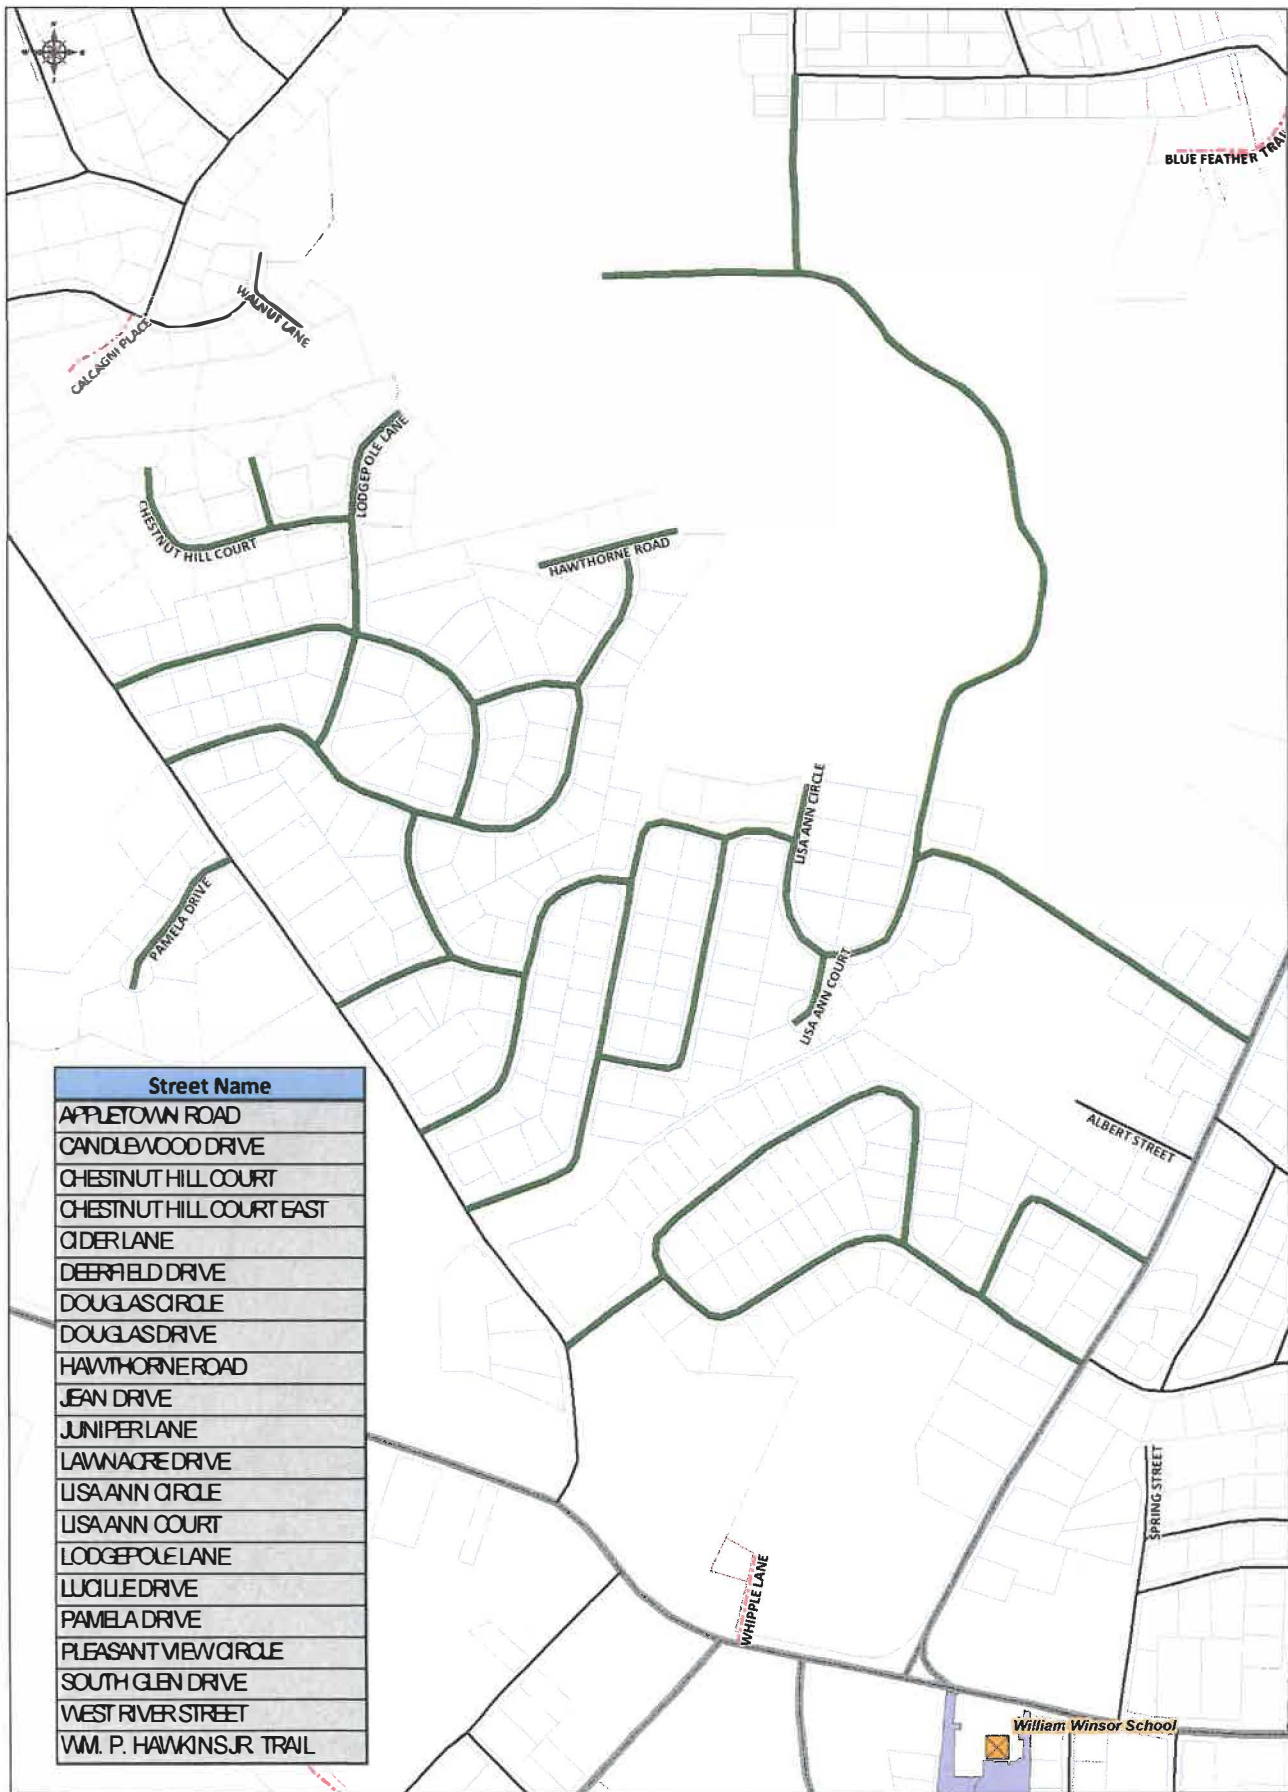 BLUE FEATHER TRAI
WALNUT LANE
CALCAGNI PLACE
LODGEPOLE LANE
CHESTNUT HILL COURT
HAWTHORNE ROAD
LISA ANN CIRCLE
PAMELA DRIVE
LISA ANN COURT
ALBERT STREET
Street Name
APPLETOWN ROAD
CANDLEWOOD DRIVE
CHESTNUT HILL COURT
CHESTNUT HILL COURT EAST
CIDER LANE
DEERFIELD DRIVE
DOUGLAS CIRCLE
DOUGLAS DRIVE
HAWTHORNE ROAD
JEAN DRIVE
JUNIPER LANE
LAWNACRE DRIVE
LISA ANN CIRCLE
LISA ANN COURT
LODGEPOLE LANE
LUCILLE DRIVE
PAMELA DRIVE
PLEASANT VIEW CIRCLE
SOUTH GLEN DRIVE
WEST RIVER STREET
WM. P. HAWKINS JR. TRAIL
SPRING STREET
WHIPPLE LANE
William Winsor School